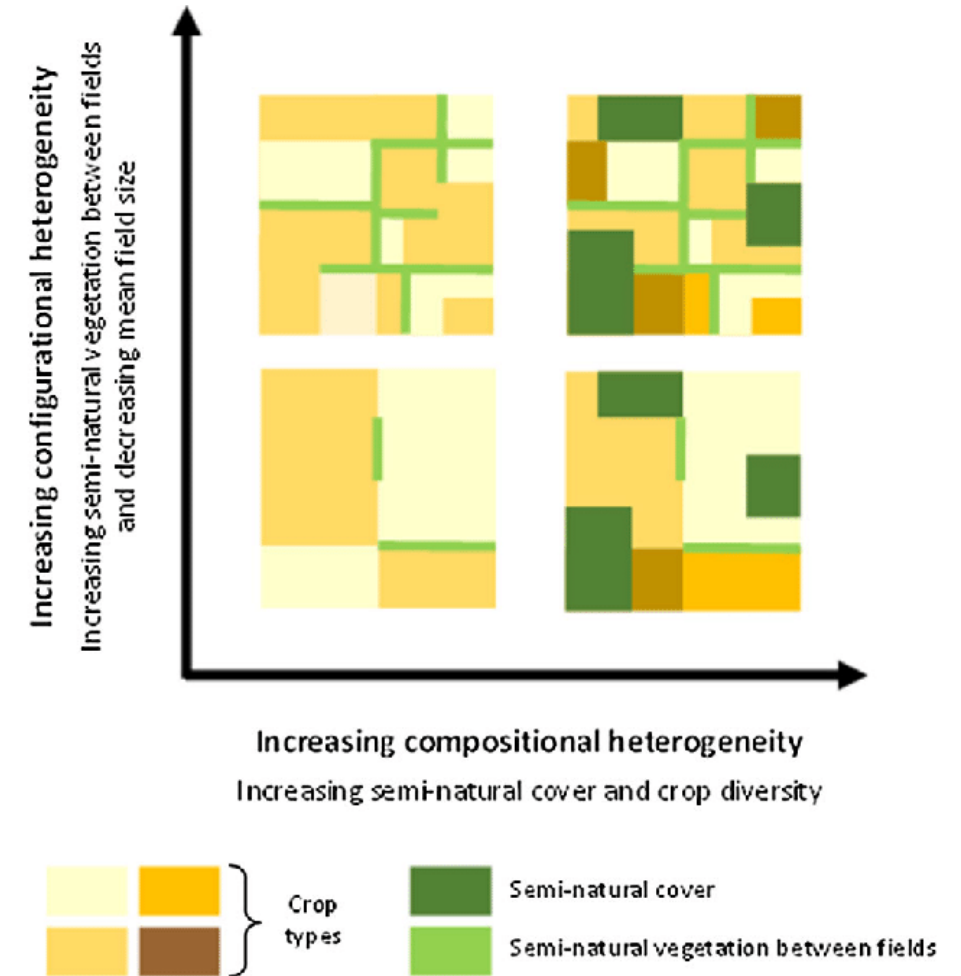 Increasing configurational heterogeneity
Increasing semi-natural vegetation between fields
and decreasing mean field size
Increasing compositional heterogeneity
Increasing semi-natural cover and crop diversity
Crop
types
Semi-natural cover
Semi-natural vegetation between fields